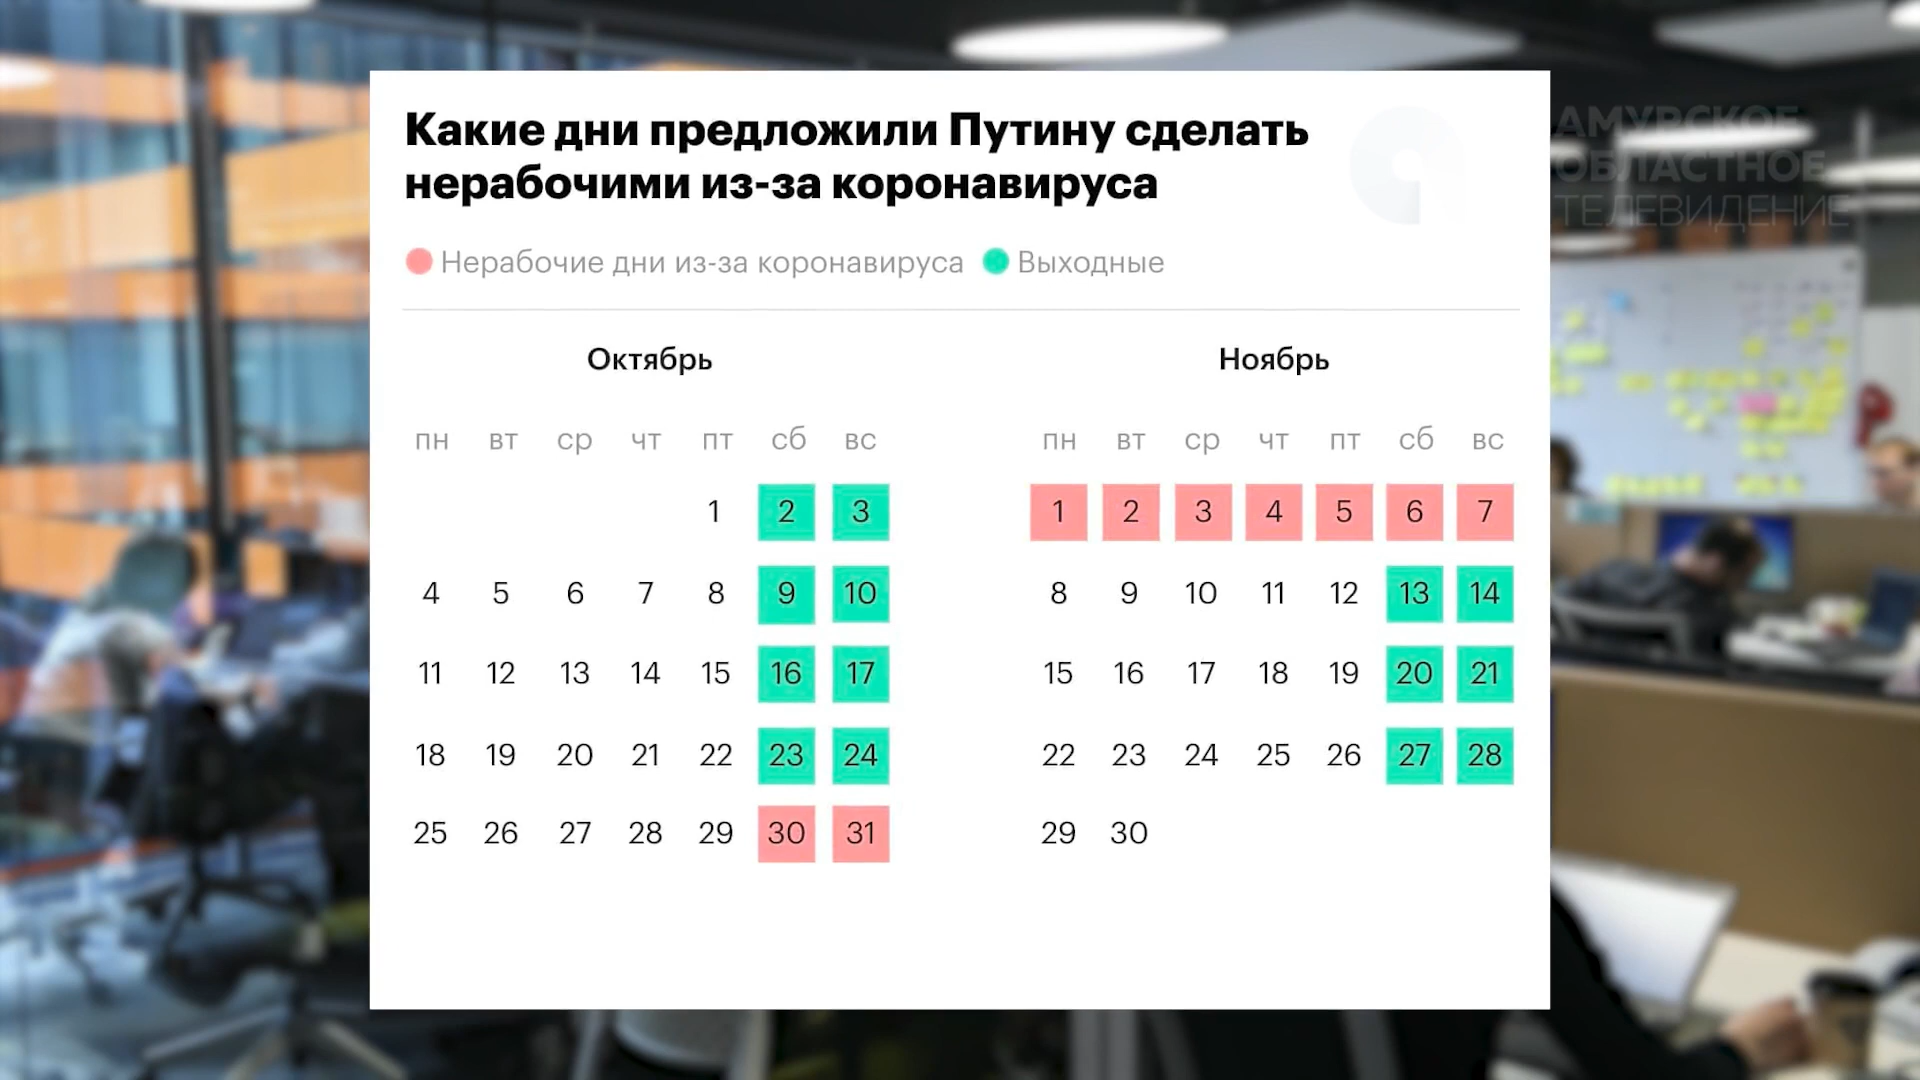 Какие дни предложили Путину сделать
нерабочими из-за коронавируса
АМУРСКОЕ
ОБЛАСТНОЕ
ТЕЛЕВИДЕНИЕ
Нерабочие дни из-за коронавируса Выходные
Октябрь
пн вт ср чт пт сб вс
1 2 3
4 5 6 7 8 9 10
11 12 13 14 15 16 17
18 19 20 21 22 23 24
25 26 27 28 29 30 31
Ноябрь
пн вт ср чт пт сб вс
1 2 3 4 5 6 7
8 9 10 11 12 13 14
15 16 17 18 19 20 21
22 23 24 25 26 27 28
29 30